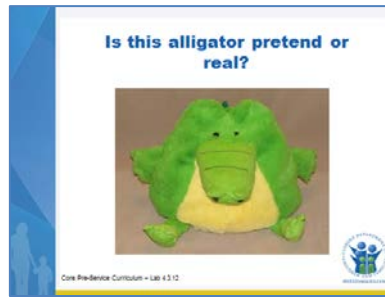 Is this alligator pretend or
real?
Core Pre-Service Curriculum – Lab 4.3.12